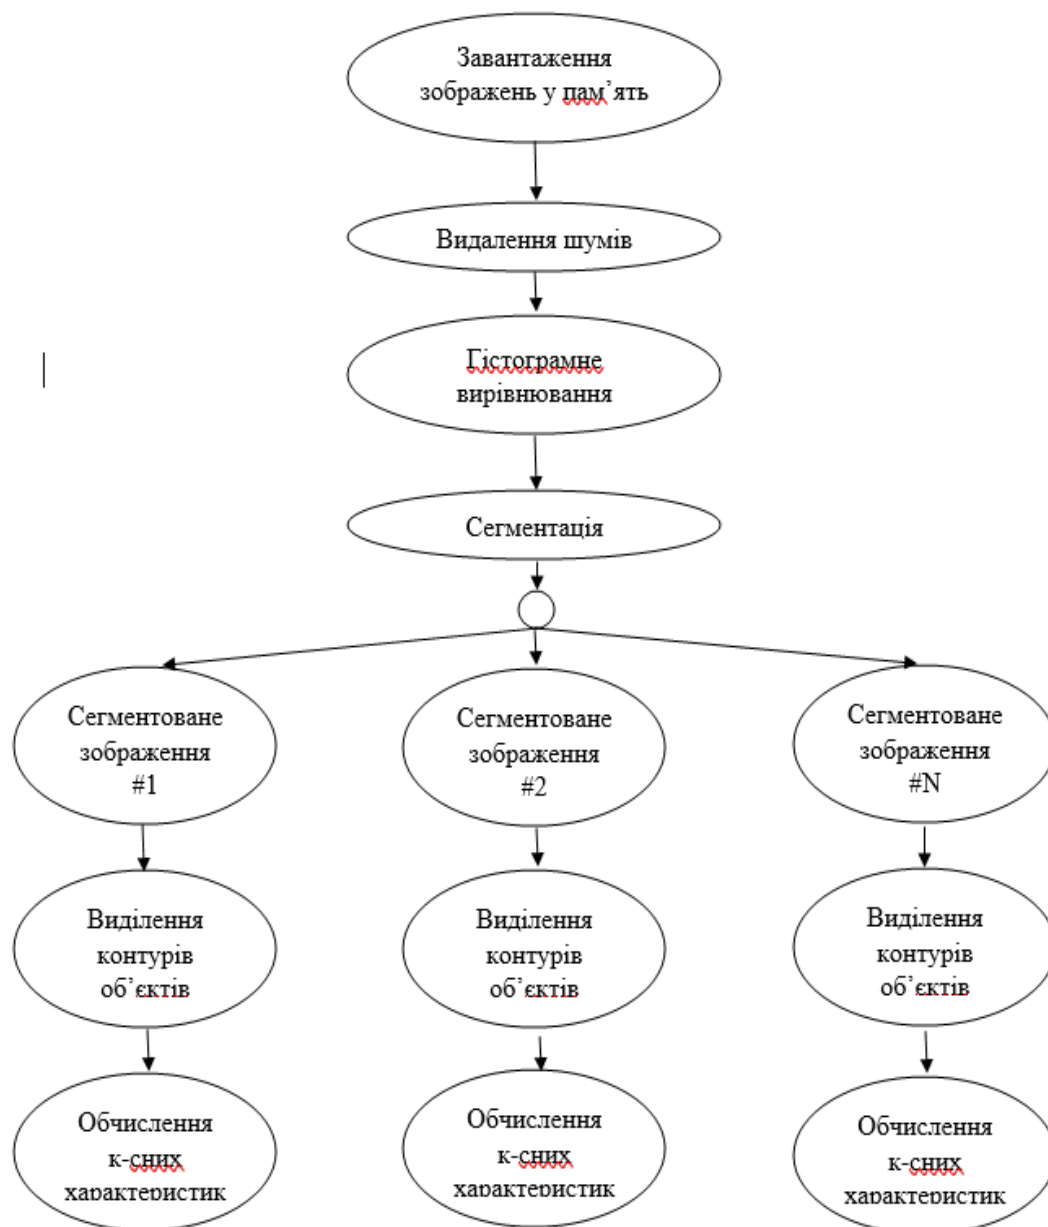 Завантаження
зображень у пам’ять
Видалення шумів
Гістограмне
вирівнювання
Сегментація
Сегментоване
зображення
#1
Сегментоване
зображення
#2
Сегментоване
зображення
#N
Виділення
контурів
об’єктів
Виділення
контурів
об’єктів
Виділення
контурів
об’єктів
Обчислення
к-сних
характеристик
Обчислення
к-сних
характеристик
Обчислення
к-сних
характеристик